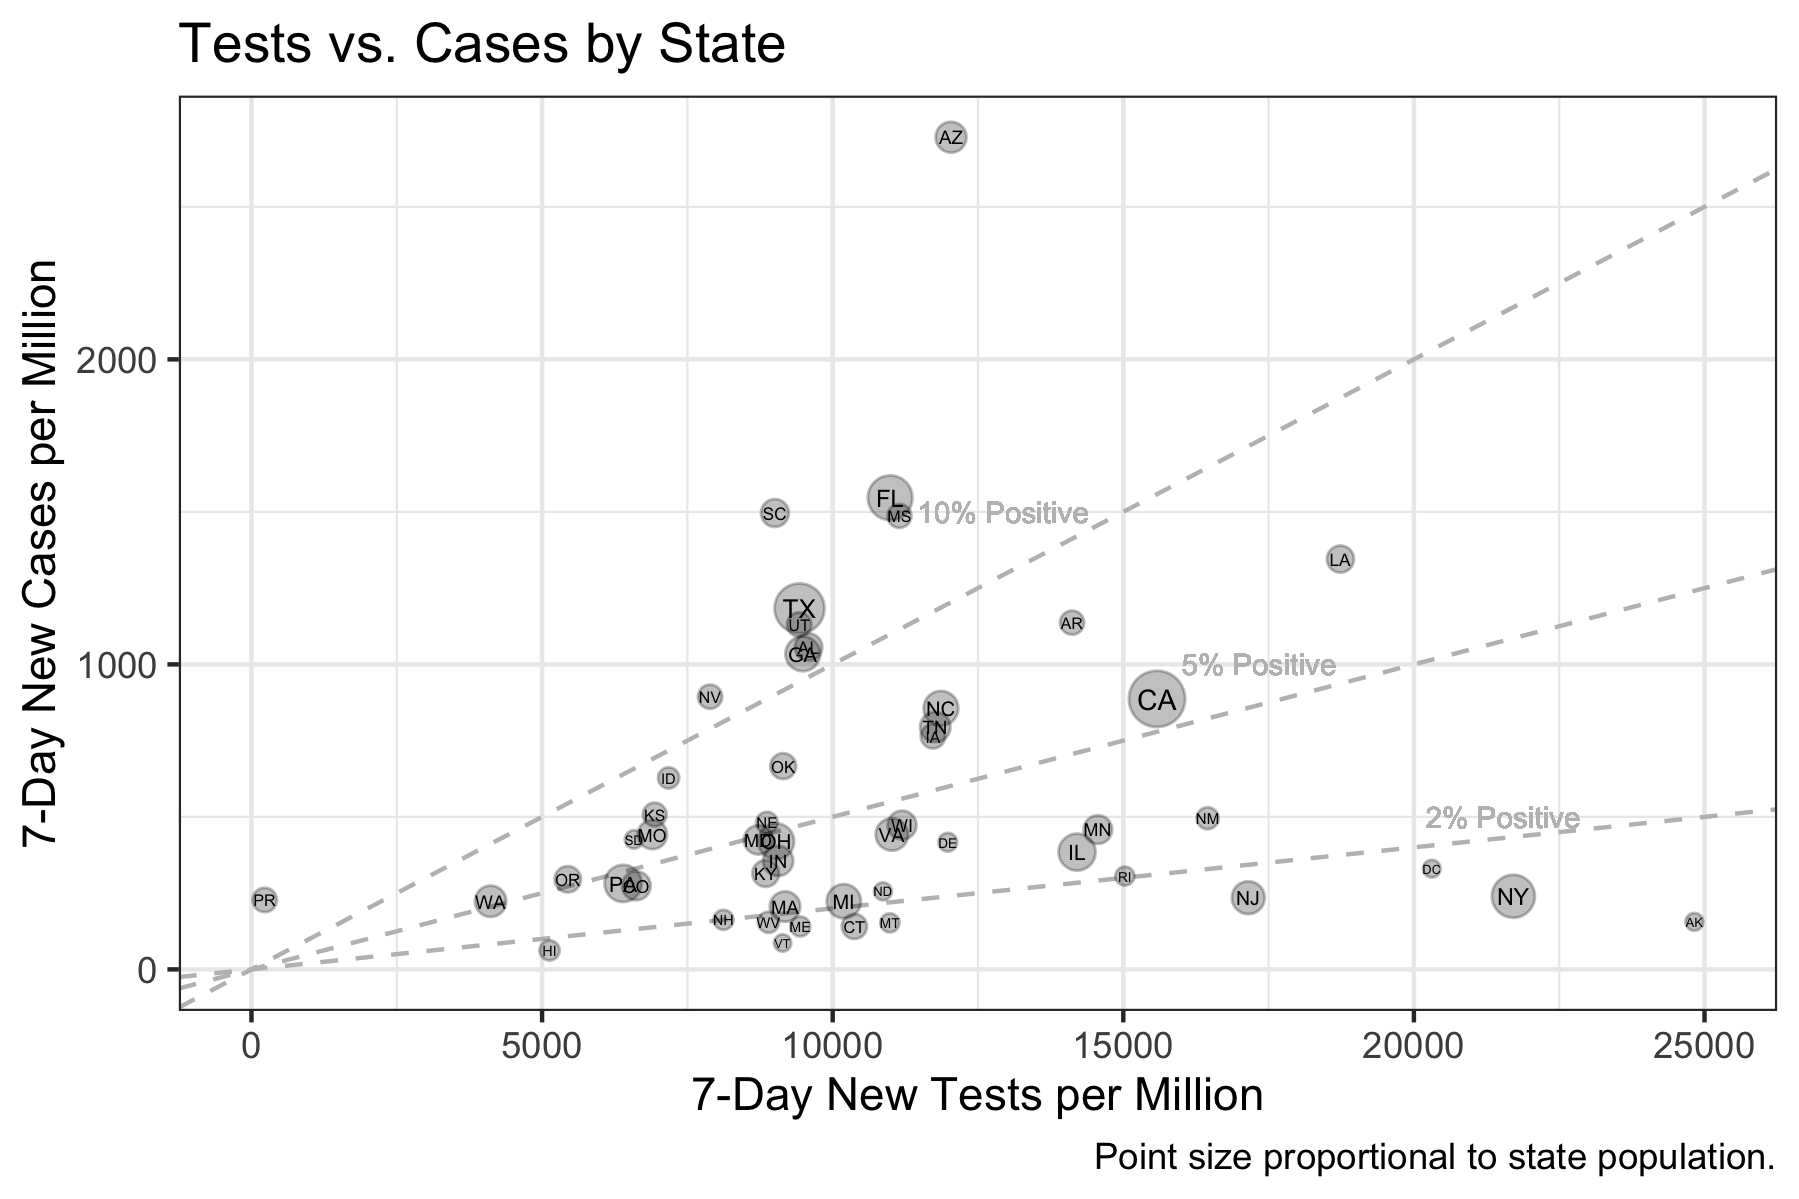 Tests vs. Cases by State
7-Day New Cases per Million
2000
1000
0
AZ
FL
MS
SC
10% Positive
LA
TX
UT
AR
AL
GA
5% Positive
NV
CA
NC
TN
IA
OK
ID
KS
NE
WI
NM
2% Positive
SD
MO
MD
OH
VA
DE
MN
IN
IL
KY
OR
PA
CO
RI
DC
PR
WA
MA
MI
ND
NJ
NY
NH
WV
ME
CT
MT
AK
VT
HI
0
5000
10000
15000
20000
25000
7-Day New Tests per Million
Point size proportional to state population.